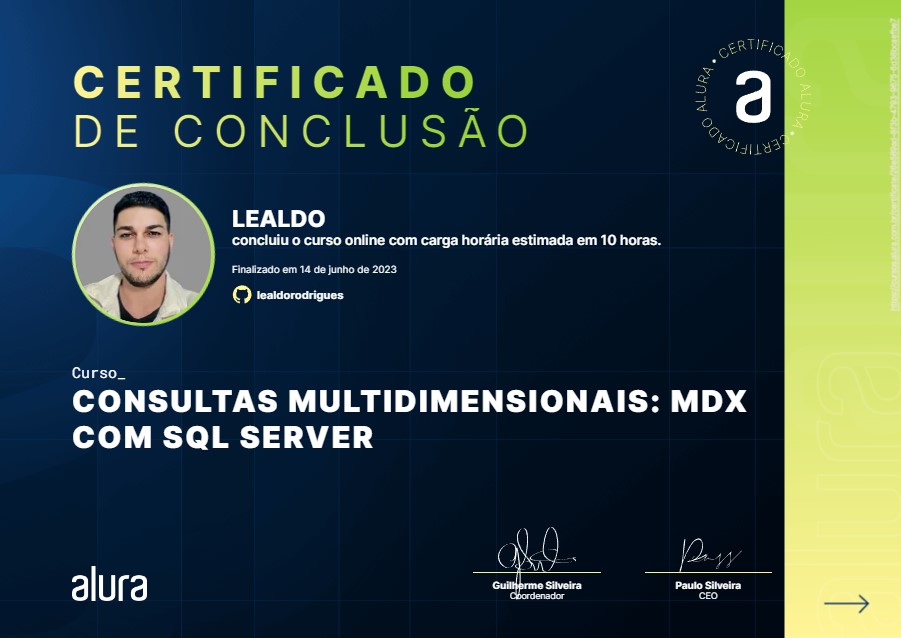 CERTIFICADO
DE CONCLUSÃO
CERTIFICADO ALURA • CERTIFICADO ALURA •
a
LEALDO
concluiu o curso online com carga horária estimada em 10 horas.
Finalizado em 14 de junho de 2023
lealdorodrigues
Curso_
CONSULTAS MULTIDIMENSIONAIS: MDX
COM SQL SERVER
alura
Guilherme Silveira
Coordenador
Paulo Silveira
CEO
alura